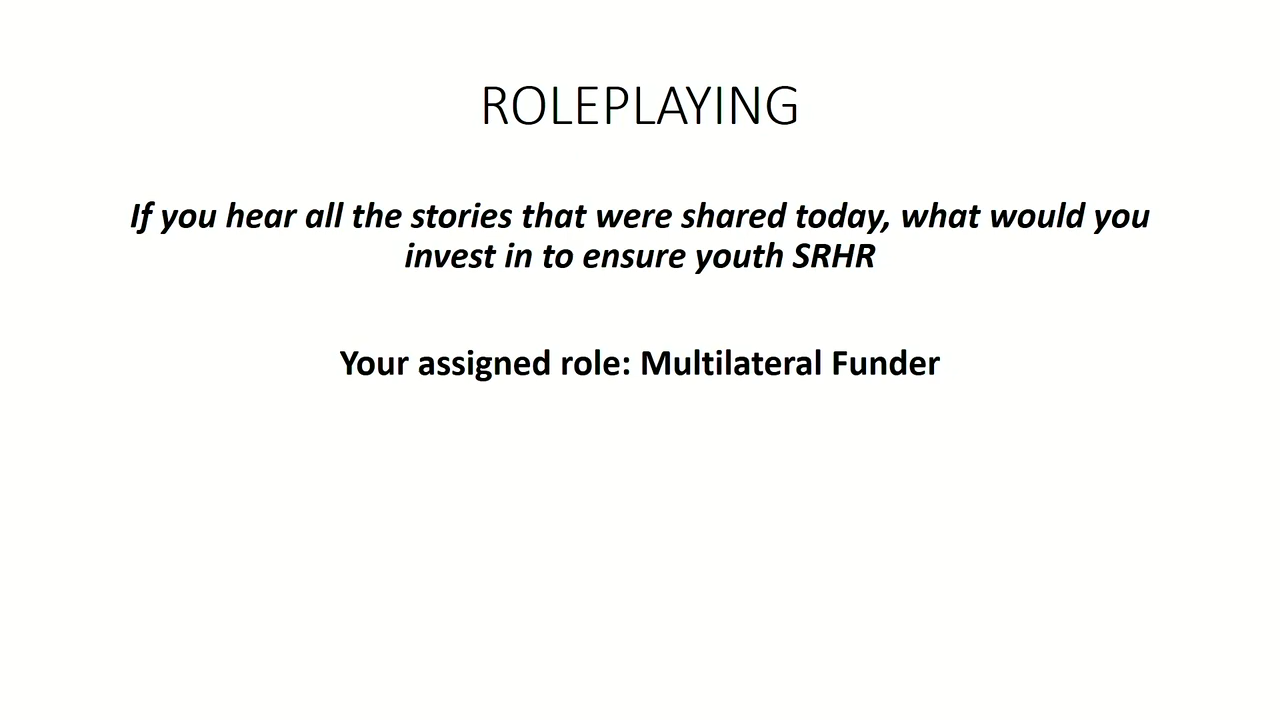 ROLEPLAYING
If you hear all the stories that were shared today, what would you
invest in to ensure youth SRHR
Your assigned role: Multilateral Funder